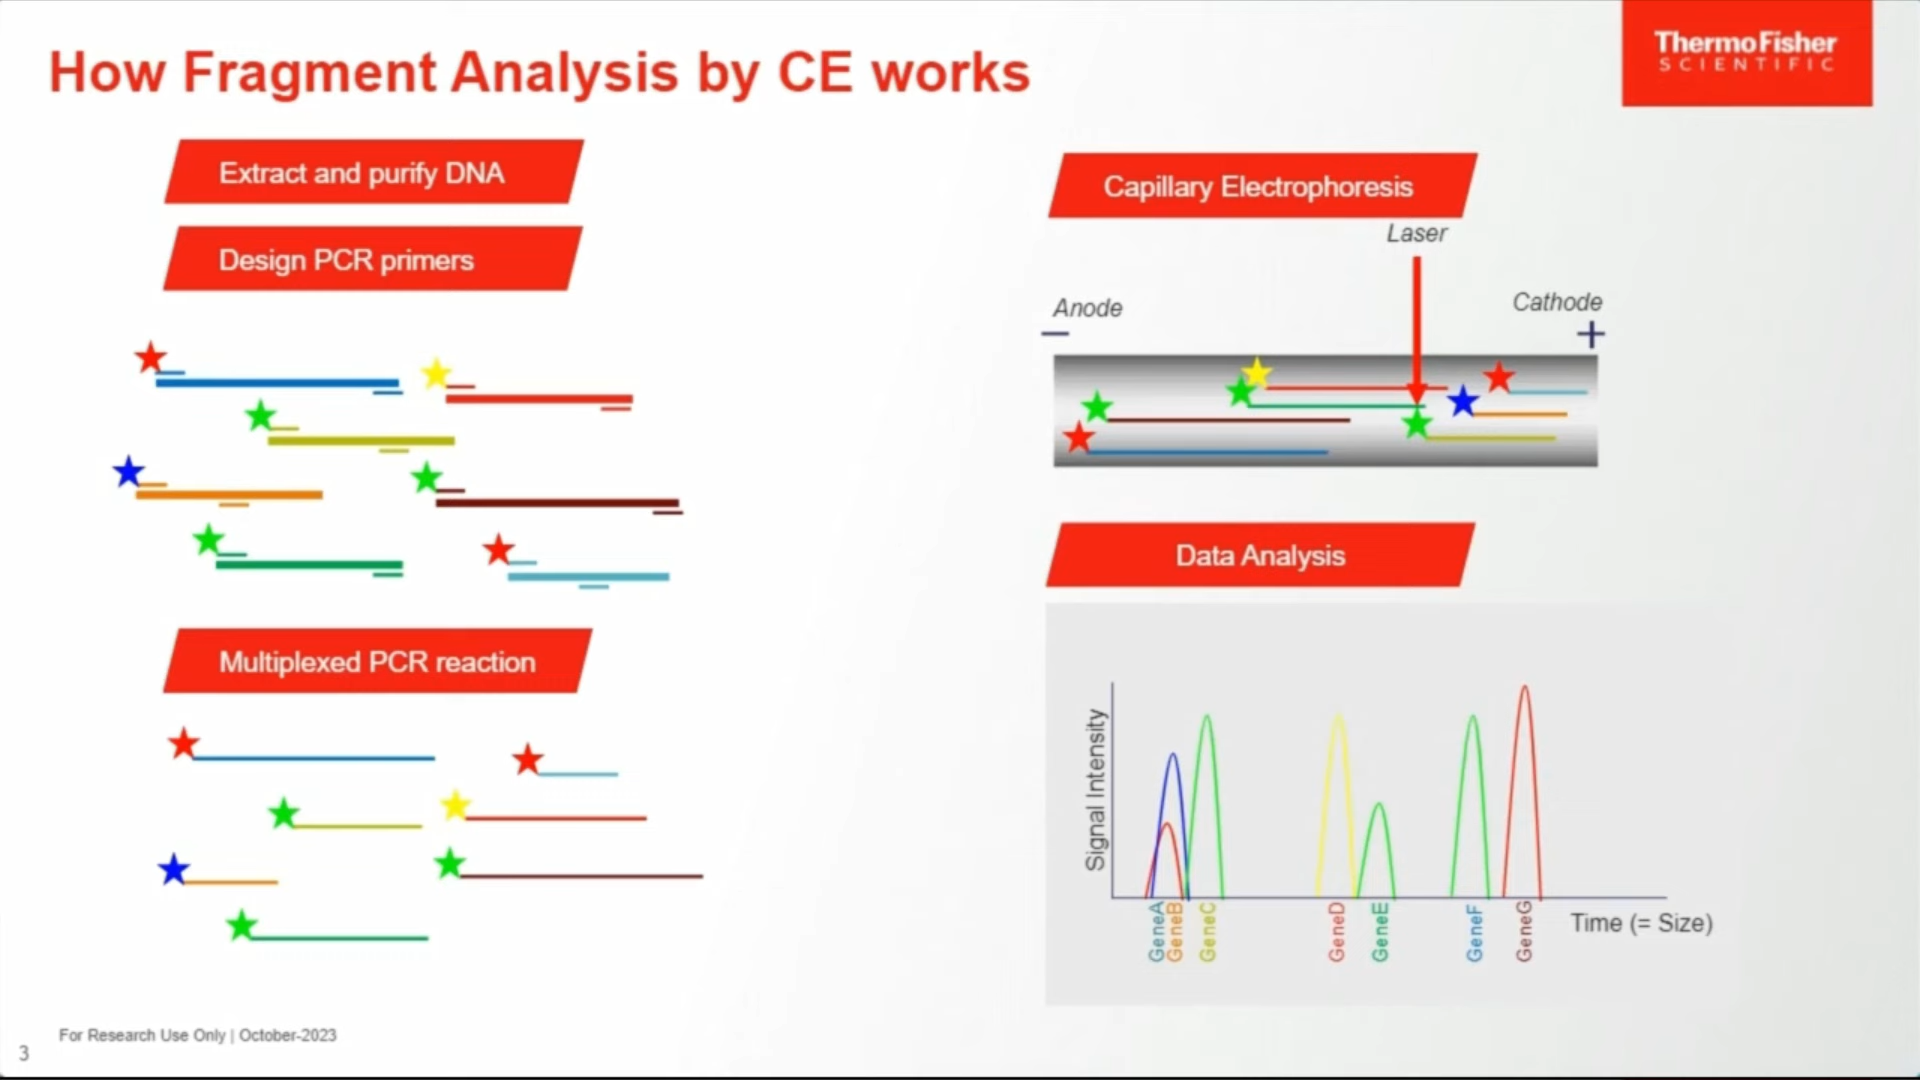 How Fragment Analysis by CE works
ThermoFisher
SCIENTIFIC
Extract and purify DNA
Design PCR primers
Multiplexed PCR reaction
Capillary Electrophoresis
Laser
Anode
Cathode
−
+
Data Analysis
Signal Intensity
GeneA
GeneB
GeneC
GeneD
GeneE
GeneF
GeneG
Time (= Size)
For Research Use Only | October-2023
3